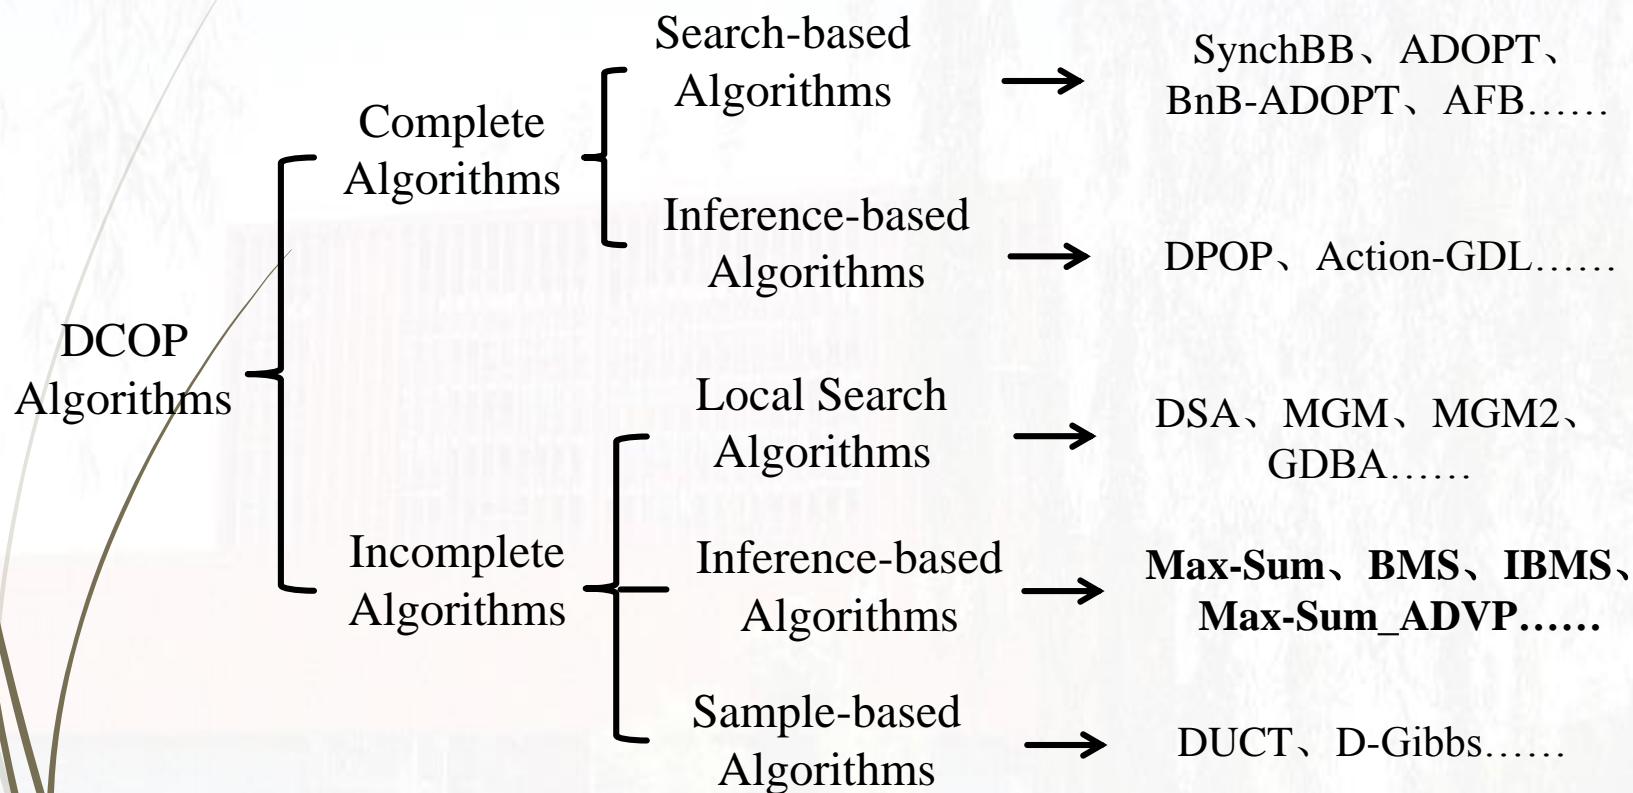 DCOP
Algorithms
Complete
Algorithms
Search-based
Algorithms
SynchBB、ADOPT、
BnB-ADOPT、AFB……
Inference-based
Algorithms
DPOP、Action-GDL……
Incomplete
Algorithms
Local Search
Algorithms
DSA、MGM、MGM2、
GDBA……
Inference-based
Algorithms
Max-Sum、BMS、IBMS、
Max-Sum_ADVP……
Sample-based
Algorithms
DUCT、D-Gibbs……